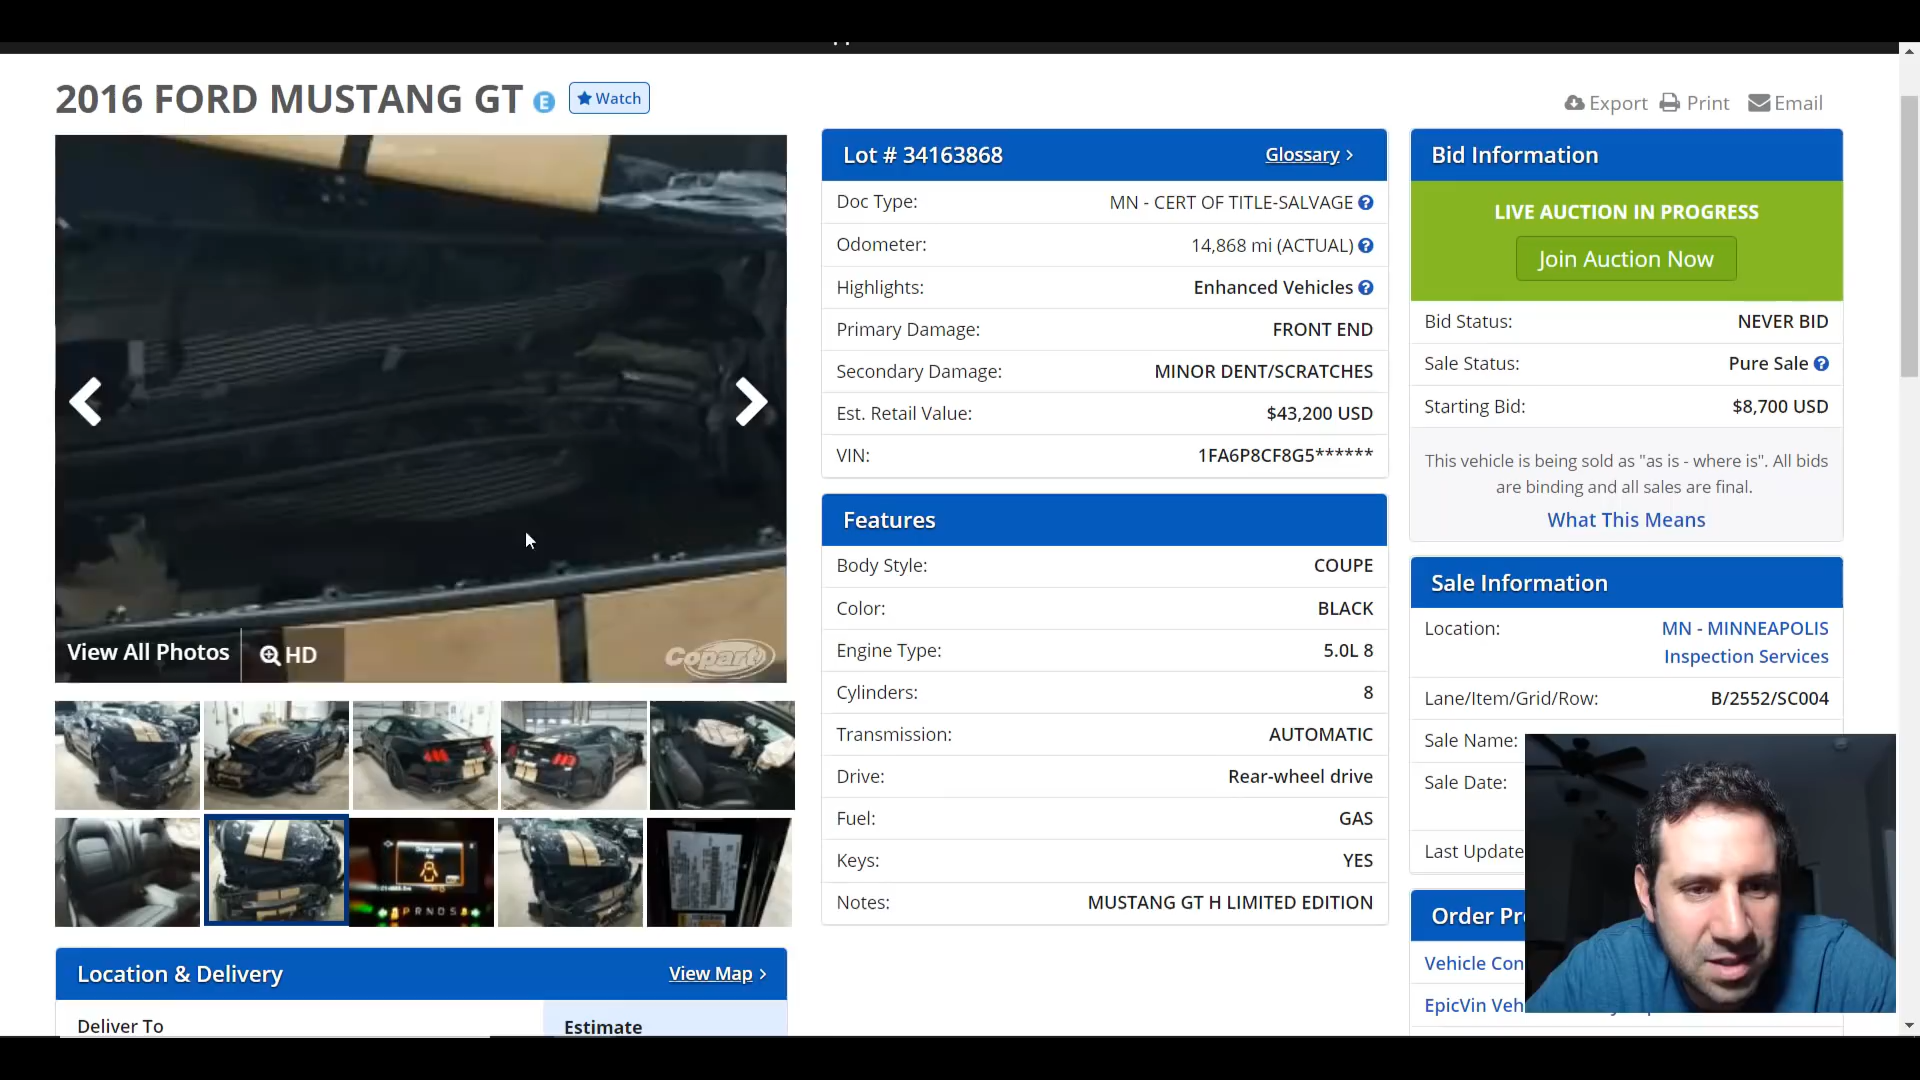 2016 FORD MUSTANG GT E Watch
Export Print Email
View All Photos HD
Copart
Location & Delivery View Map >
Deliver To Estimate
Lot # 34163868 Glossary >
Doc Type: MN - CERT OF TITLE-SALVAGE ?
Odometer: 14,868 mi (ACTUAL) ?
Highlights: Enhanced Vehicles ?
Primary Damage: FRONT END
Secondary Damage: MINOR DENT/SCRATCHES
Est. Retail Value: $43,200 USD
VIN: 1FA6P8CF8G5******
Features
Body Style: COUPE
Color: BLACK
Engine Type: 5.0L 8
Cylinders: 8
Transmission: AUTOMATIC
Drive: Rear-wheel drive
Fuel: GAS
Keys: YES
Notes: MUSTANG GT H LIMITED EDITION
Bid Information
LIVE AUCTION IN PROGRESS
Join Auction Now
Bid Status: NEVER BID
Sale Status: Pure Sale ?
Starting Bid: $8,700 USD
This vehicle is being sold as "as is - where is". All bids
are binding and all sales are final.
What This Means
Sale Information
Location: MN - MINNEAPOLIS
Inspection Services
Lane/Item/Grid/Row: B/2552/SC004
Sale Name:
Sale Date:
Last Update
Order Pr
Vehicle Con
EpicVin Veh
PRNDS